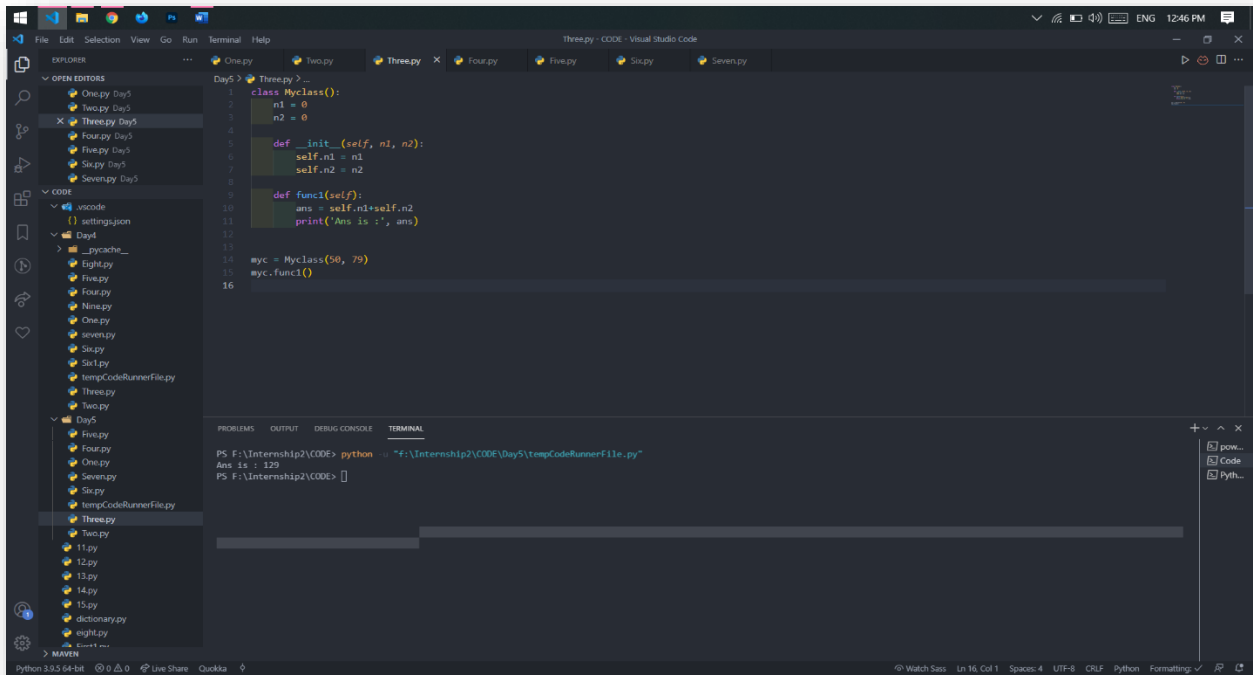 ENG 12:46 PM
File Edit Selection View Go Run Terminal Help
Three.py - CODE - Visual Studio Code
EXPLORER
OPEN EDITORS
One.py Day5
Two.py Day5
Three.py Day5
Four.py Day5
Five.py Day5
Six.py Day5
Seven.py Day5
CODE
.vscode
{} settings.json
Day4
__pycache__
Eight.py
Five.py
Four.py
Nine.py
One.py
seven.py
Six.py
Six1.py
tempCodeRunnerFile.py
Three.py
Two.py
Day5
Five.py
Four.py
One.py
Seven.py
Six.py
tempCodeRunnerFile.py
Three.py
Two.py
11.py
12.py
13.py
14.py
15.py
dictionary.py
eight.py
First1.py
MAVEN
One.py Two.py Three.py Four.py Five.py Six.py Seven.py
Day5 > Three.py > ...
1 class Myclass():
2 n1 = 0
3 n2 = 0
4
5 def __init__(self, n1, n2):
6 self.n1 = n1
7 self.n2 = n2
8
9 def func1(self):
10 ans = self.n1+self.n2
11 print('Ans is :', ans)
12
13
14 myc = Myclass(50, 79)
15 myc.func1()
16
PROBLEMS OUTPUT DEBUG CONSOLE TERMINAL
PS F:\Internship2\CODE> python -u "f:\Internship2\CODE\Day5\tempCodeRunnerFile.py"
Ans is : 129
PS F:\Internship2\CODE>
pow...
Code
Pyth...
Python 3.9.5 64-bit 0 0 Live Share Quokka
Watch Sass Ln 16, Col 1 Spaces: 4 UTF-8 CRLF Python Formatting: ✓